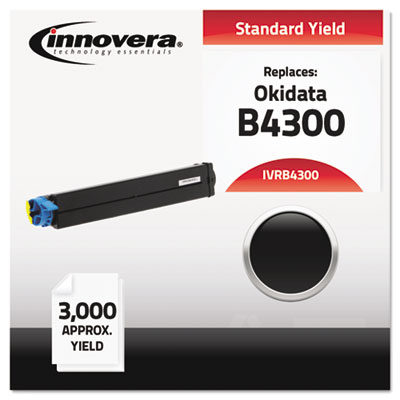 innovera®
technology essentials
Standard Yield
Replaces:
Okidata
B4300
IVRB4300
3,000
APPROX.
YIELD